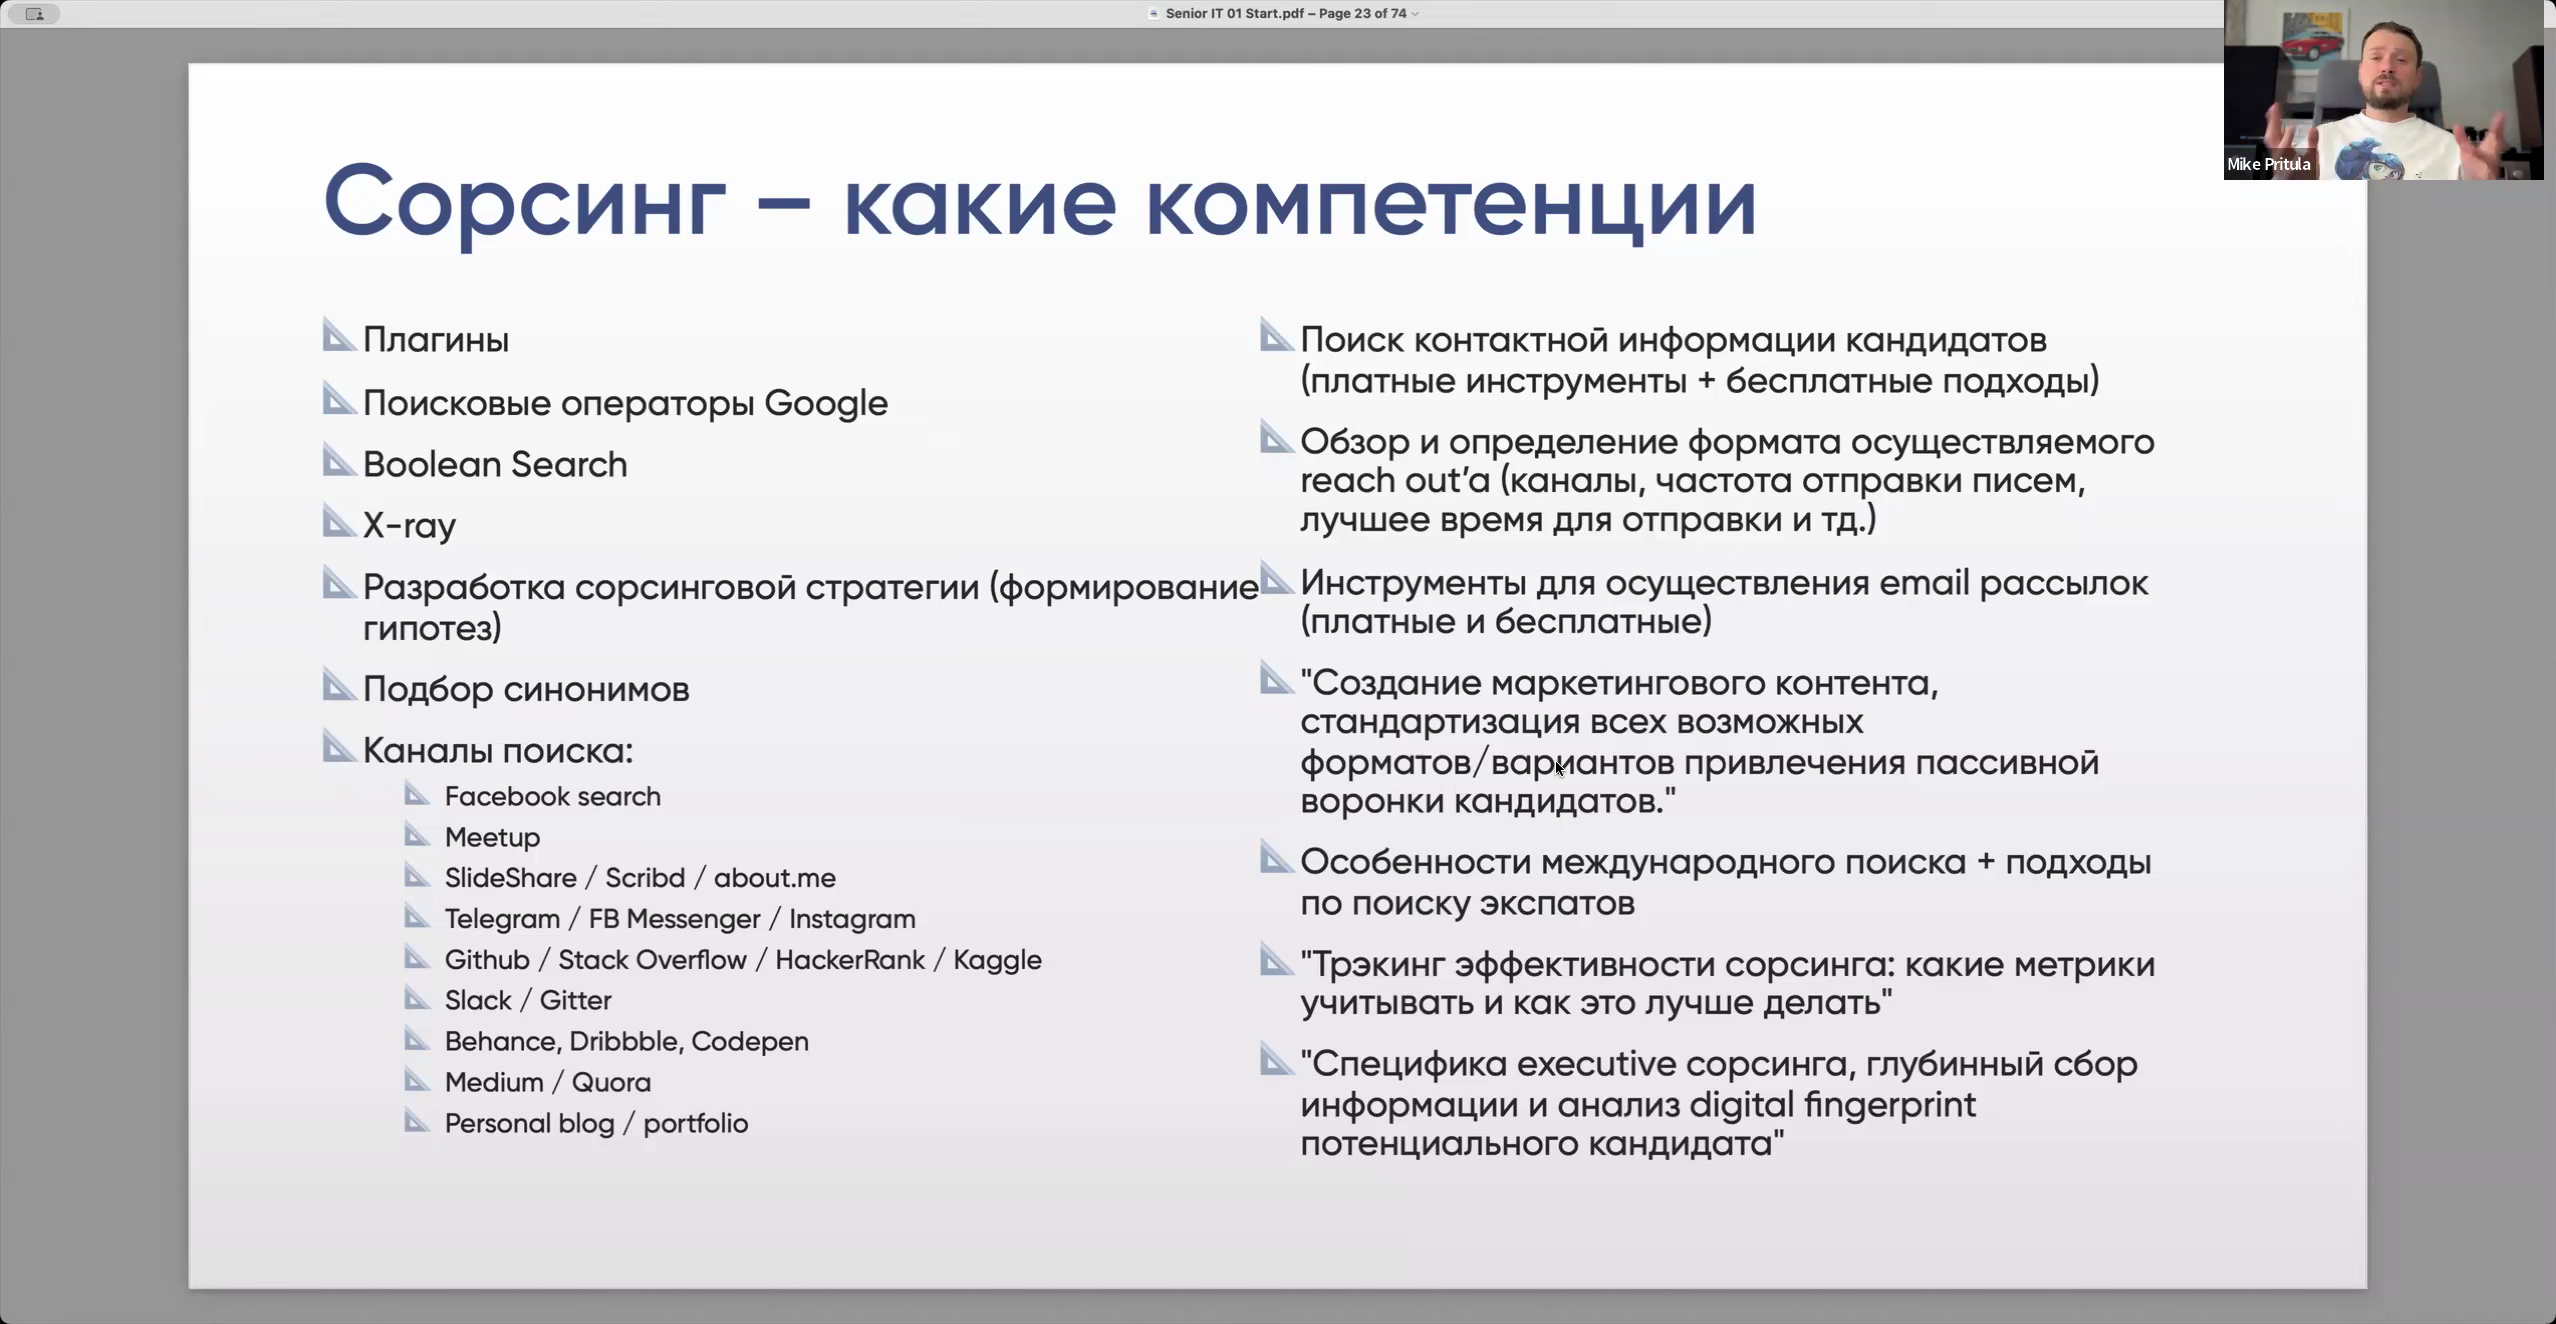 Senior IT 01 Start.pdf – Page 23 of 74
Mike Pritula
Сорсинг – какие компетенции
Плагины
Поисковые операторы Google
Boolean Search
X-ray
Разработка сорсинговой стратегии (формирование
гипотез)
Подбор синонимов
Каналы поиска:
Facebook search
Meetup
SlideShare / Scribd / about.me
Telegram / FB Messenger / Instagram
Github / Stack Overflow / HackerRank / Kaggle
Slack / Gitter
Behance, Dribbble, Codepen
Medium / Quora
Personal blog / portfolio
Поиск контактной информации кандидатов
(платные инструменты + бесплатные подходы)
Обзор и определение формата осуществляемого
reach out’а (каналы, частота отправки писем,
лучшее время для отправки и тд.)
Инструменты для осуществления email рассылок
(платные и бесплатные)
"Создание маркетингового контента,
стандартизация всех возможных
форматов/вариантов привлечения пассивной
воронки кандидатов."
Особенности международного поиска + подходы
по поиску экспатов
"Трэкинг эффективности сорсинга: какие метрики
учитывать и как это лучше делать"
"Специфика executive сорсинга, глубинный сбор
информации и анализ digital fingerprint
потенциального кандидата"